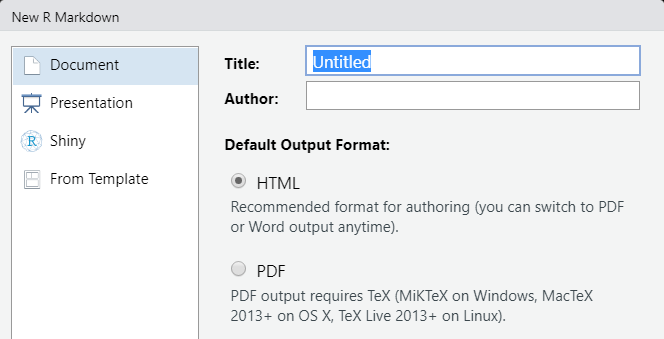 New R Markdown
Document
Presentation
R Shiny
From Template
Title: Untitled
Author:
Default Output Format:
HTML
Recommended format for authoring (you can switch to PDF
or Word output anytime).
PDF
PDF output requires TeX (MiKTeX on Windows, MacTeX
2013+ on OS X, TeX Live 2013+ on Linux).